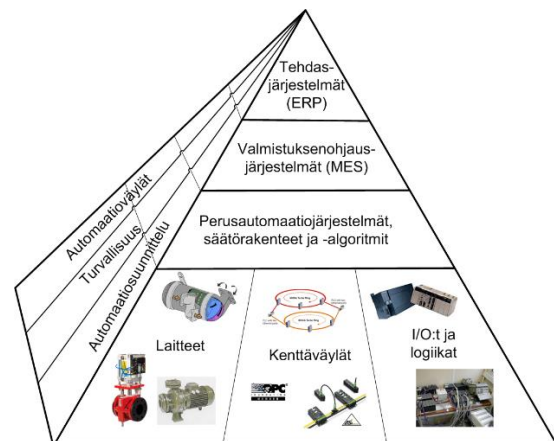 Tehdas-
järjestelmät
(ERP)
Valmistuksenohjaus-
järjestelmät (MES)
Perusautomaatiojärjestelmät,
säätörakenteet ja -algoritmit
Automaatioväylät
Turvallisuus
Automaatiosuunnittelu
Laitteet
Kenttäväylät
I/O:t ja
logiikat
OPC